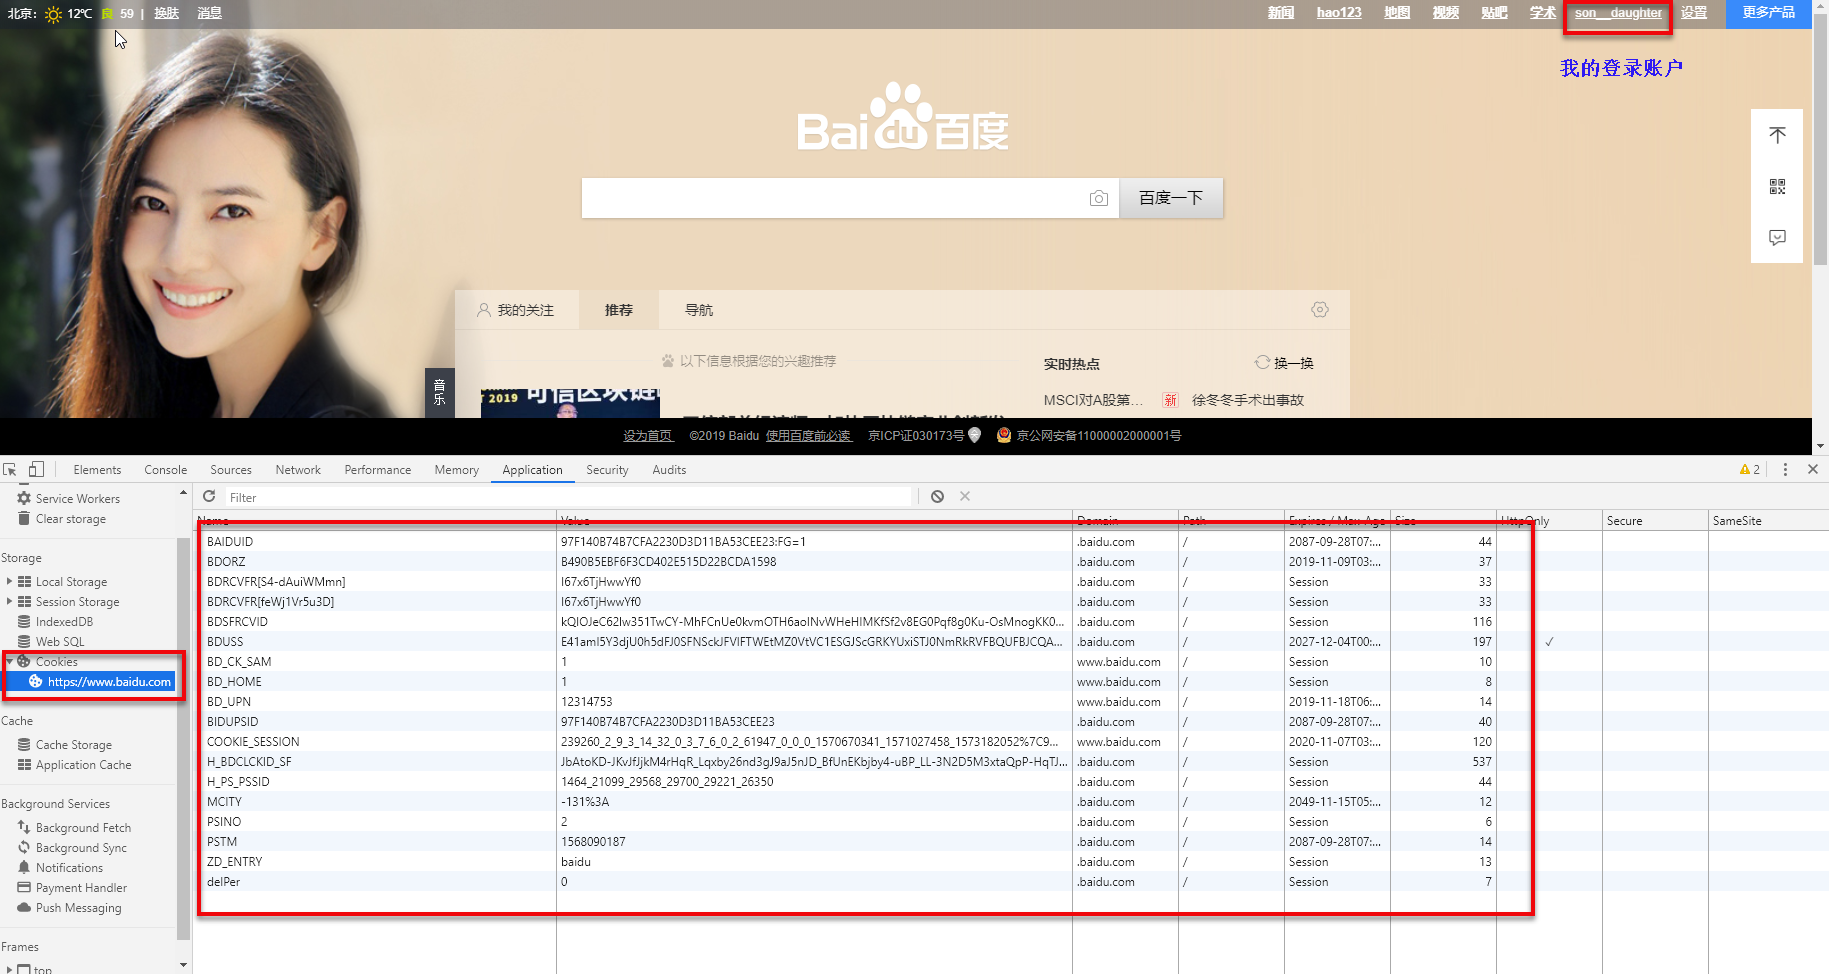 北京: 12℃ 良 59 | 换肤 消息
新闻 hao123 地图 视频 贴吧 学术 son__daughter 设置 更多产品
我的登录账户
Bai du 百度
百度一下
我的关注 推荐 导航
以下信息根据您的兴趣推荐
实时热点 换一换
音乐
MSCI对A股第... 新 徐冬冬手术出事故
设为首页 ©2019 Baidu 使用百度前必读 京ICP证030173号 京公网安备11000002000001号
Elements Console Sources Network Performance Memory Application Security Audits 2
Service Workers
Clear storage
Filter
Storage
Local Storage
Session Storage
IndexedDB
Web SQL
Cookies
https://www.baidu.com
Cache
Cache Storage
Application Cache
Background Services
Background Fetch
Background Sync
Notifications
Payment Handler
Push Messaging
Frames
top
Name Value Domain Path Expires / Max-Age Size HttpOnly Secure SameSite
BAIDUID 97F140B74B7CFA2230D3D11BA53CEE23:FG=1 .baidu.com / 2087-09-28T07:... 44
BDORZ B490B5EBF6F3CD402E515D22BCDA1598 .baidu.com / 2019-11-09T03:... 37
BDRCVFR[S4-dAuiWMmn] I67x6TjHwwYf0 .baidu.com / Session 33
BDRCVFR[feWj1Vr5u3D] I67x6TjHwwYf0 .baidu.com / Session 33
BDSFRCVID kQIOJeC62Iw351TwCY-MhFCnUe0kvmOTH6aoINvWHeHIMKfSf2v8EG0Pqf8g0Ku-OsMnogKK0... .baidu.com / Session 116
BDUSS E41amI5Y3djU0h5dFJ0SFNSckJFVlFTWEtMZ0VtVC1ESGJScGRKYUxiSTJ0NmRkRVFBQUFBJCQA... .baidu.com / 2027-12-04T00:... 197 ✓
BD_CK_SAM 1 www.baidu.com / Session 10
BD_HOME 1 www.baidu.com / Session 8
BD_UPN 12314753 www.baidu.com / 2019-11-18T06:... 14
BIDUPSID 97F140B74B7CFA2230D3D11BA53CEE23 .baidu.com / 2087-09-28T07:... 40
COOKIE_SESSION 239260_2_9_3_14_32_0_3_7_6_0_2_61947_0_0_0_1570670341_1571027458_1573182052%7C9... www.baidu.com / 2020-11-07T03:... 120
H_BDCLCKID_SF JbAtoKD-JKvJfJjkM4rHqR_Lqxby26nd3gJ9aJ5nJD_BfUnEKbjby4-uBP_LL-3N2D5M3xtaQpP-HqTJ... .baidu.com / Session 537
H_PS_PSSID 1464_21099_29568_29700_29221_26350 .baidu.com / Session 44
MCITY -131%3A .baidu.com / 2049-11-15T05:... 12
PSINO 2 .baidu.com / Session 6
PSTM 1568090187 .baidu.com / 2087-09-28T07:... 14
ZD_ENTRY baidu .baidu.com / Session 13
delPer 0 .baidu.com / Session 7